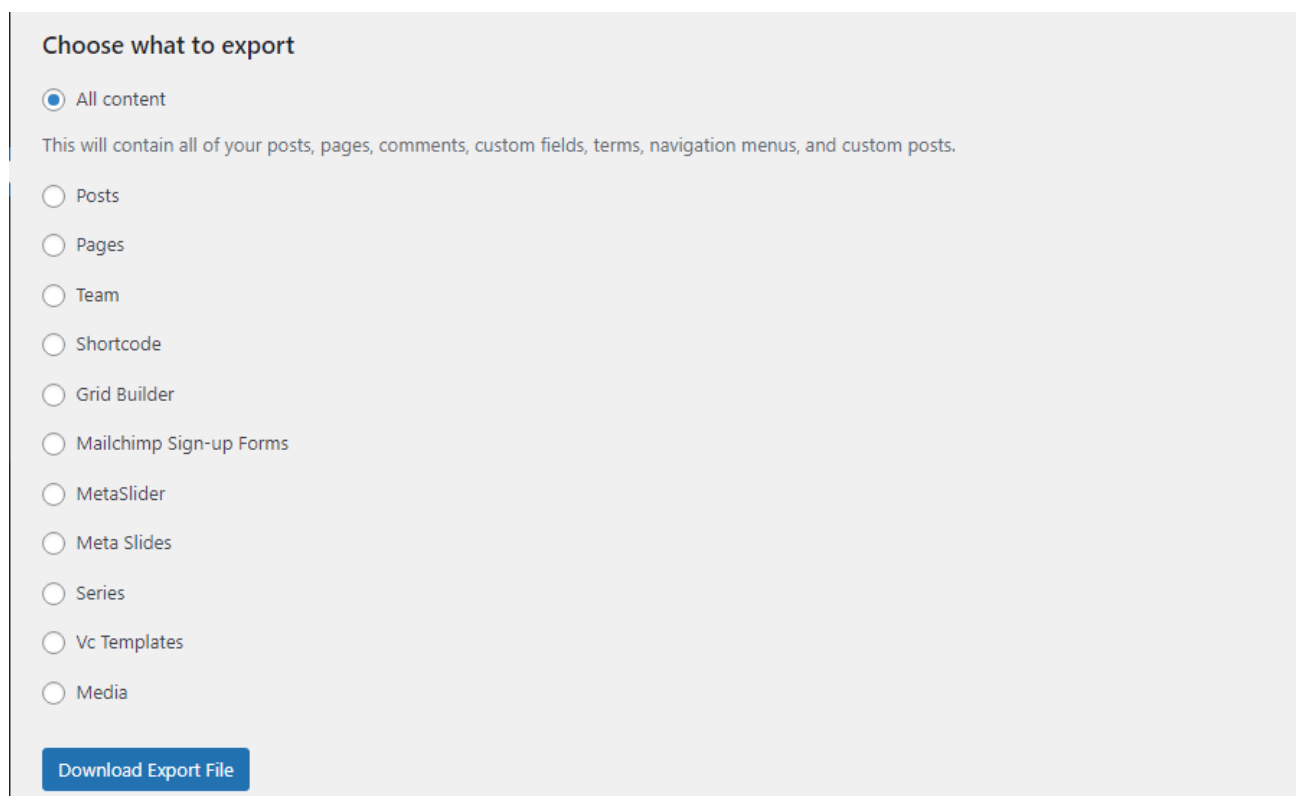 Choose what to export
All content
This will contain all of your posts, pages, comments, custom fields, terms, navigation menus, and custom posts.
Posts
Pages
Team
Shortcode
Grid Builder
Mailchimp Sign-up Forms
MetaSlider
Meta Slides
Series
Vc Templates
Media
Download Export File